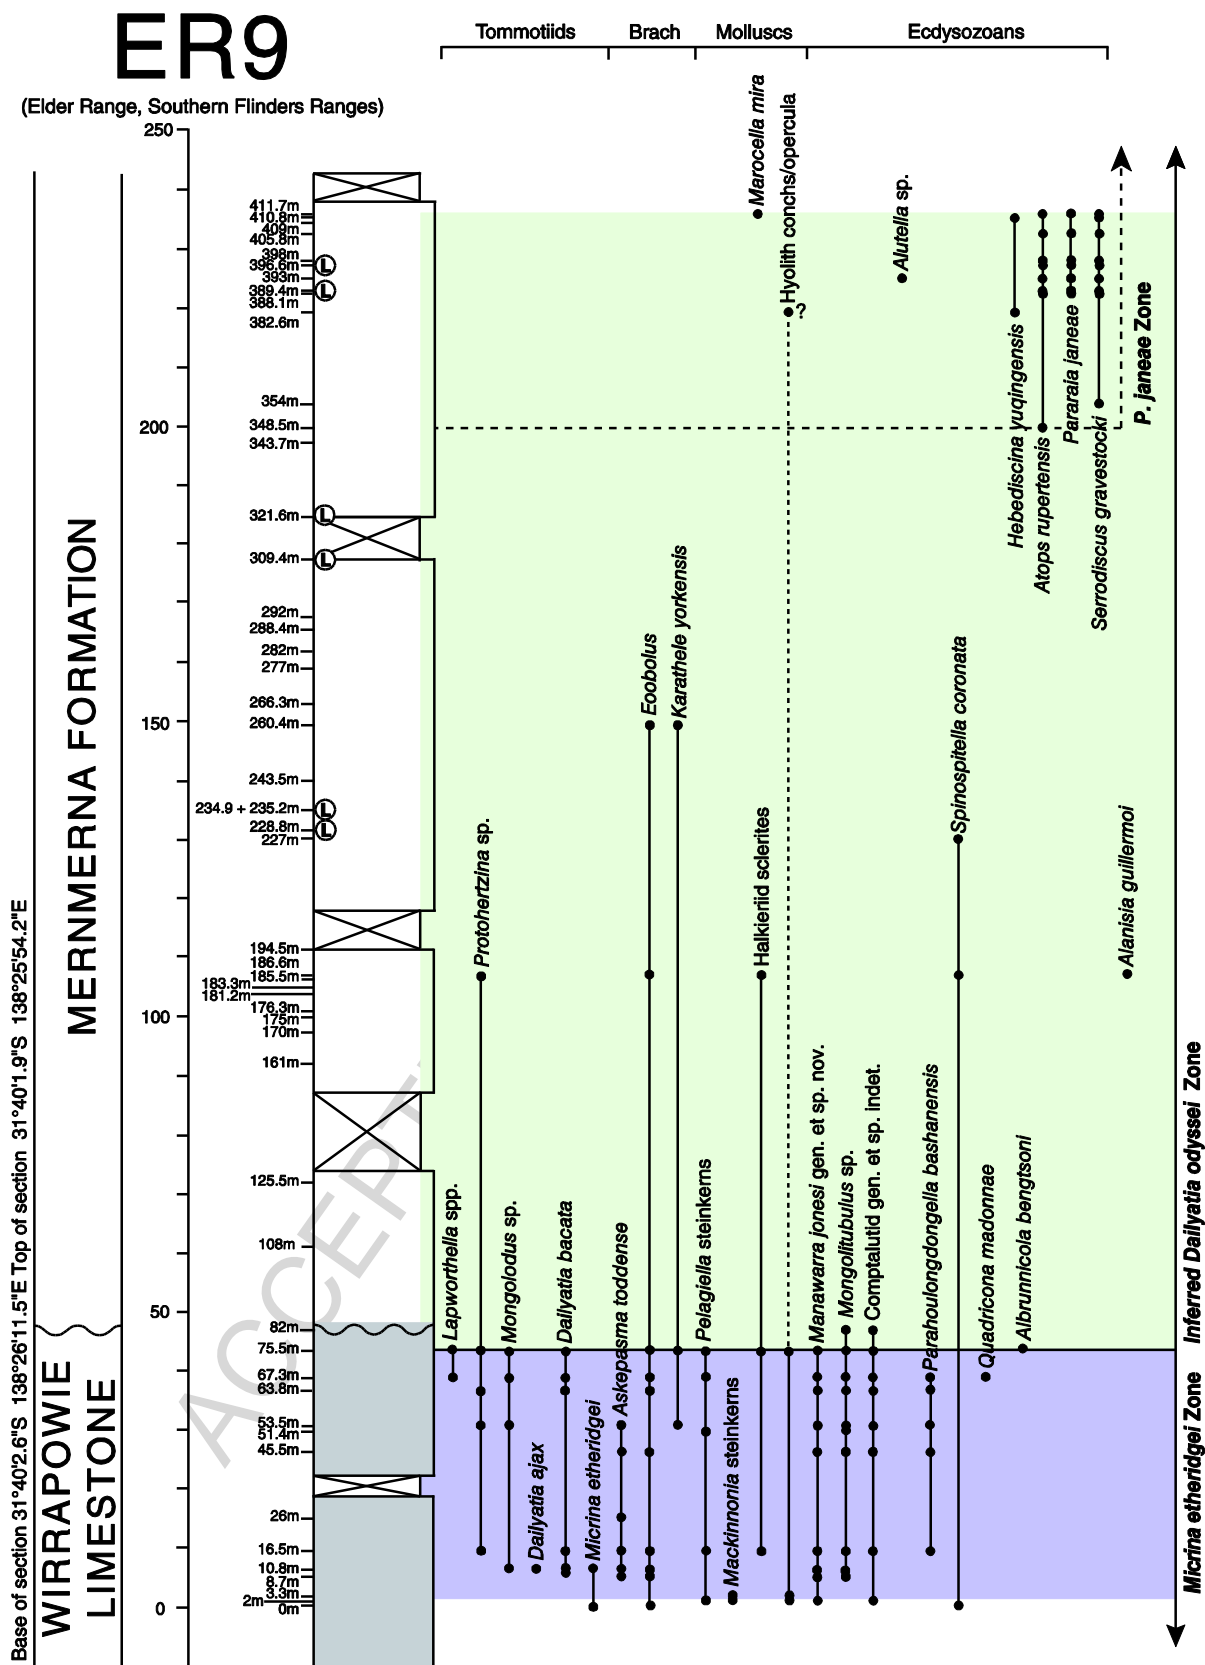 ER9
(Elder Range, Southern Flinders Ranges)
Tommotiids
Brach
Molluscs
Ecdysozoans
250
200
150
100
50
0
411.7m
410.8m
409m
405.8m
398m
396.6m
393m
389.4m
388.1m
382.6m
354m
348.5m
343.7m
321.6m
309.4m
292m
288.4m
282m
277m
266.3m
260.4m
243.5m
234.9 + 235.2m
228.8m
227m
194.5m
186.6m
185.5m
183.3m
181.2m
176.3m
175m
170m
161m
125.5m
108m
82m
75.5m
67.3m
63.8m
53.5m
51.4m
45.5m
26m
16.5m
10.8m
8.7m
3.3m
2m
0m
L
L
L
L
L
L
MERNMERNA FORMATION
WIRRAPOWIE
LIMESTONE
Base of section 31°40'2.6"S 138°26'11.5"E Top of section 31°40'1.9"S 138°25'54.2"E
Marocella mira
Hyolith conchs/opercula
?
Alutella sp.
Hebediscina yuqingensis
Atops rupertensis
Pararaia janeae
Serrodiscus gravestocki
P. janeae Zone
Eoobolus
Karathele yorkensis
Spinospitella coronata
Protohertzina sp.
Halkieriid sclerites
Alanisia guillermoi
Lapworthella spp.
Mongolodus sp.
Dailyatia bacata
Askepasma toddense
Pelagiella steinkerns
Manawarra jonesi gen. et sp. nov.
Mongolitubulus sp.
Comptalutid gen. et sp. indet.
Parahoulongdongella bashanensis
Quadricona madonnae
Albrunnicola bengtsoni
Dailyatia ajax
Micrina etheridgei
Mackinnonia steinkerns
Inferred Dailyatia odyssei Zone
Micrina etheridgei Zone
ACCEPT